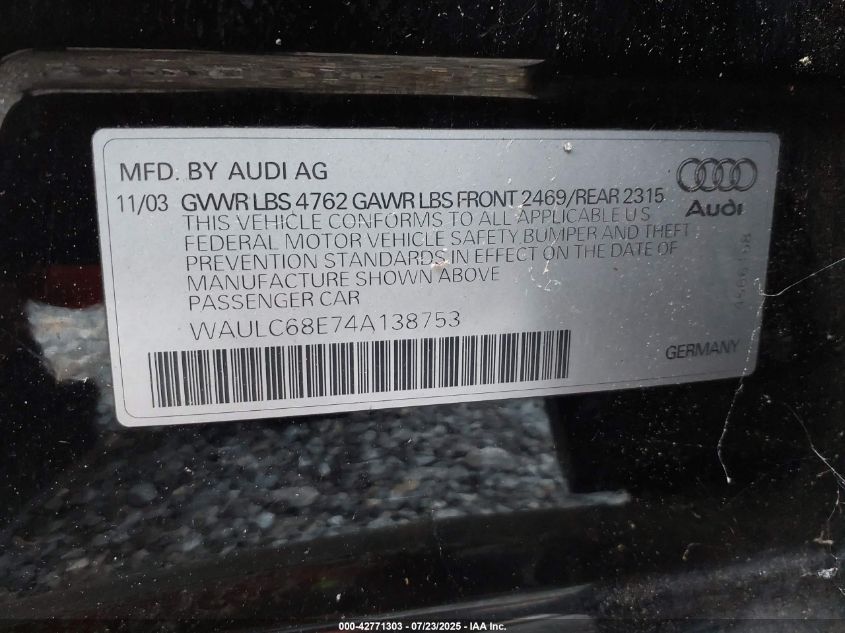 MFD. BY AUDI AG
11/03 GVWR LBS 4762 GAWR LBS FRONT 2469/REAR 2315
THIS VEHICLE CONFORMS TO ALL APPLICABLE U S
FEDERAL MOTOR VEHICLE SAFETY, BUMPER AND THEFT
PREVENTION STANDARDS IN EFFECT ON THE DATE OF
MANUFACTURE SHOWN ABOVE
PASSENGER CAR
WAULC68E74A138753
Audi
GERMANY
000-42771303 - 07/23/2025 - IAA Inc.